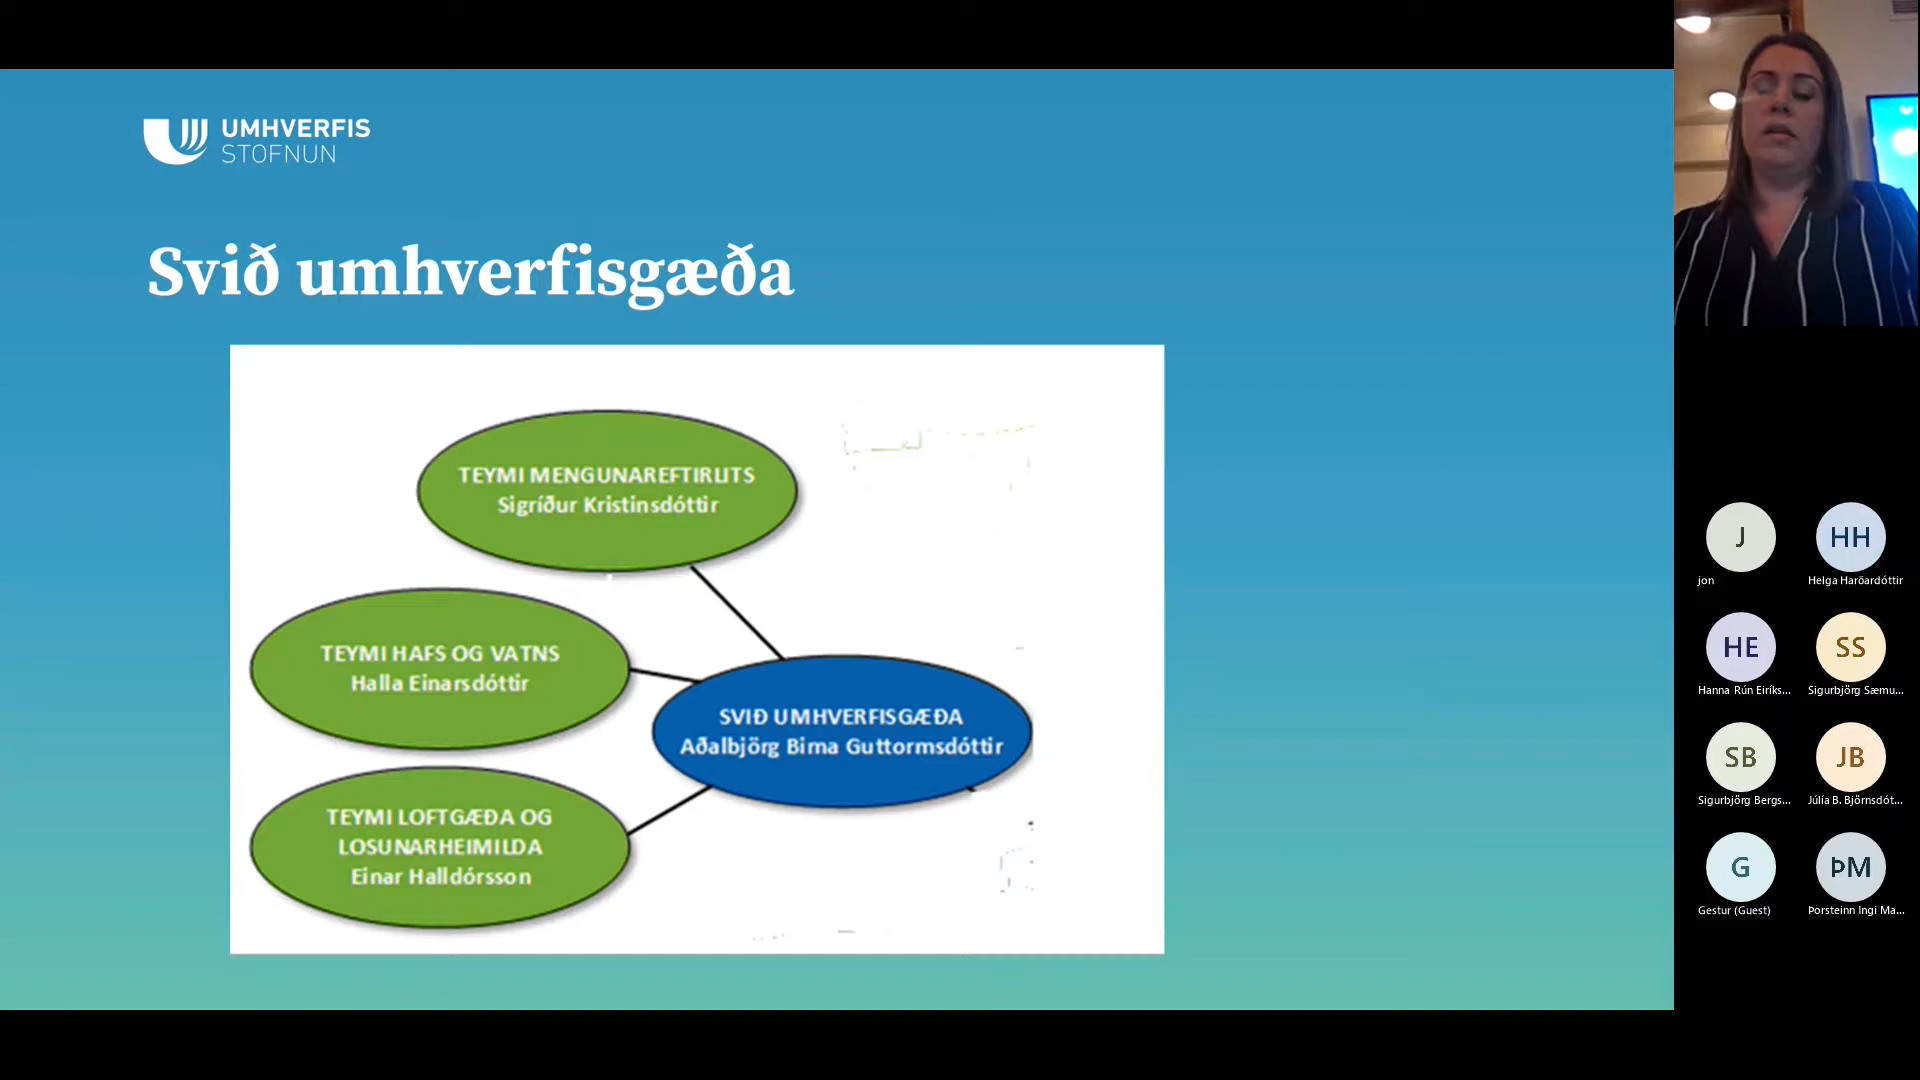 UMHVERFIS
STOFNUN
Svið umhverfisgæða
TEYMI MENGUNAREFTIRLITS
Sigríður Kristinsdóttir
TEYMI HAFS OG VATNS
Halla Einarsdóttir
SVIÐ UMHVERFISGÆÐA
Aðalbjörg Birna Guttormsdóttir
TEYMI LOFTGÆÐA OG
LOSUNARHEIMILDA
Einar Halldórsson
J
jon
HH
Helga Harðardóttir
HE
Hanna Rún Eiríks...
SS
Sigurbjörg Sæmu...
SB
Sigurbjörg Bergs...
JB
Júlía B. Björnsdót...
G
Gestur (Guest)
ÞM
Þorsteinn Ingi Ma...